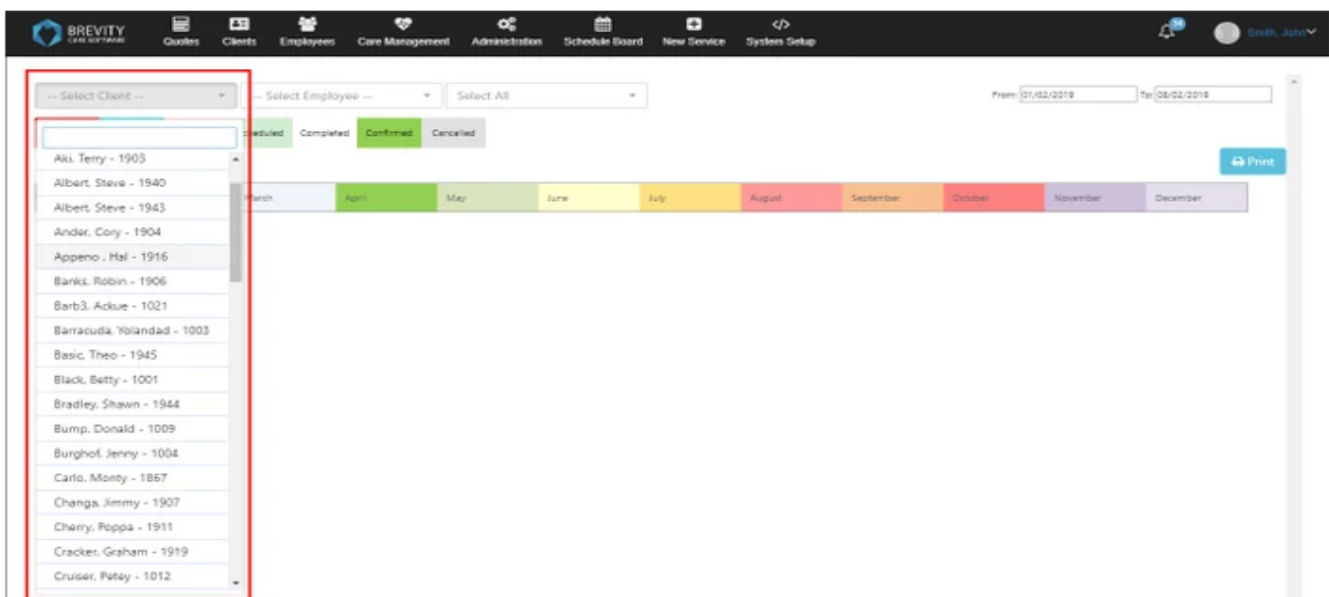 BREVITY
CARE SOFTWARE
Quotes Clients Employees Care Management Administration Schedule Board New Service System Setup Smith, John
-- Select Client -- -- Select Employee -- Select All From: 01/02/2019 To: 08/02/2019
cheduled Completed Confirmed Cancelled
Print
March April May June July August September October November December
Aki, Terry - 1903
Albert, Steve - 1940
Albert, Steve - 1943
Ander, Cory - 1904
Appeno , Hal - 1916
Banks, Robin - 1906
Barb3, Ackue - 1021
Barracuda, Yolandad - 1003
Basic, Theo - 1945
Black, Betty - 1001
Bradley, Shawn - 1944
Bump, Donald - 1009
Burghof, Jenny - 1004
Carlo, Monty - 1867
Changa, Jimmy - 1907
Cherry, Poppa - 1911
Cracker, Graham - 1919
Cruiser, Petey - 1012